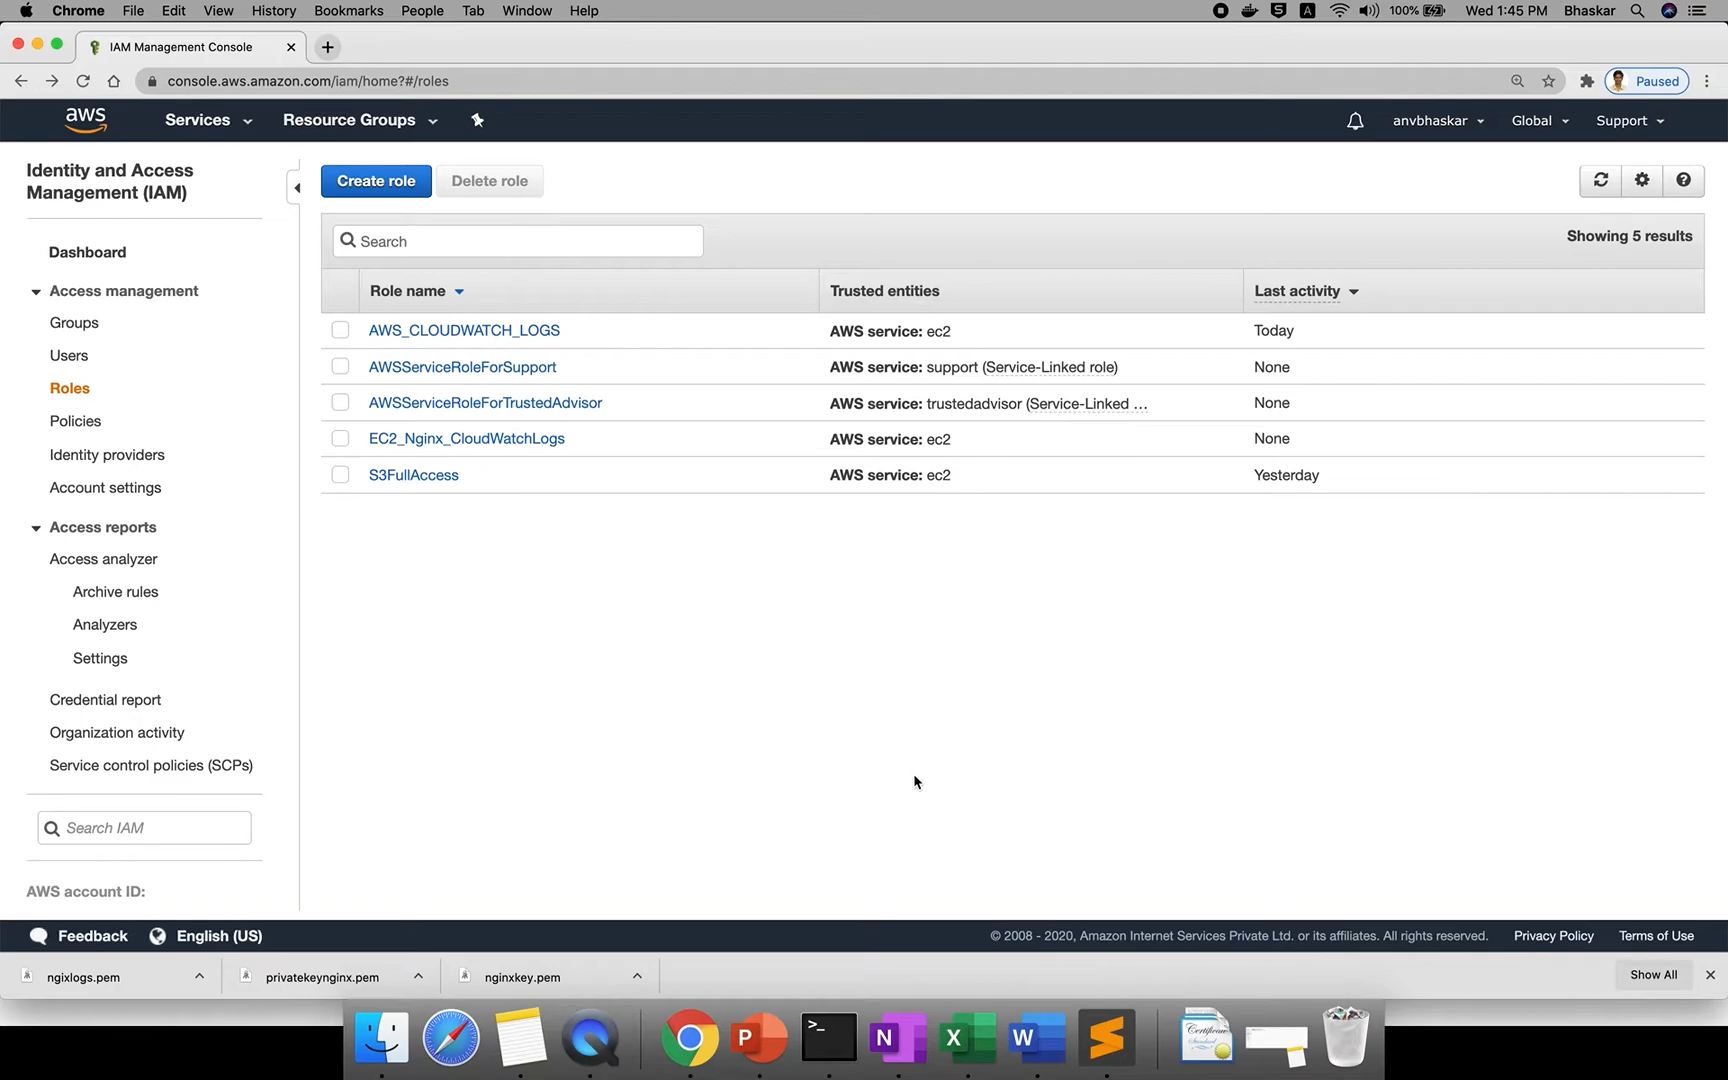 Chrome File Edit View History Bookmarks People Tab Window Help
S A 100% Wed 1:45 PM Bhaskar
IAM Management Console
console.aws.amazon.com/iam/home?#/roles
Paused
aws Services Resource Groups anvbhaskar Global Support
Identity and Access
Management (IAM)
Dashboard
Access management
Groups
Users
Roles
Policies
Identity providers
Account settings
Access reports
Access analyzer
Archive rules
Analyzers
Settings
Credential report
Organization activity
Service control policies (SCPs)
Search IAM
AWS account ID:
Create role Delete role
Search
Showing 5 results
Role name Trusted entities Last activity
AWS_CLOUDWATCH_LOGS AWS service: ec2 Today
AWSServiceRoleForSupport AWS service: support (Service-Linked role) None
AWSServiceRoleForTrustedAdvisor AWS service: trustedadvisor (Service-Linked ... None
EC2_Nginx_CloudWatchLogs AWS service: ec2 None
S3FullAccess AWS service: ec2 Yesterday
Feedback English (US)
© 2008 - 2020, Amazon Internet Services Private Ltd. or its affiliates. All rights reserved. Privacy Policy Terms of Use
ngixlogs.pem privatekeynginx.pem nginxkey.pem Show All
P >_ N X W S
Certificate